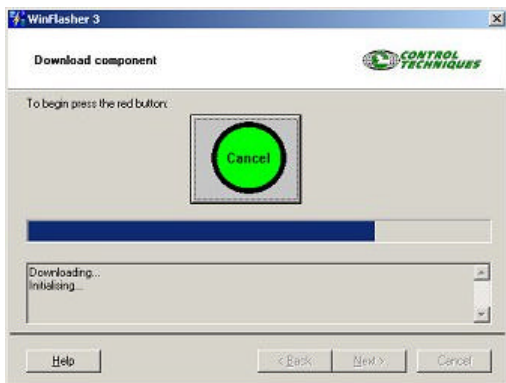 WinFlasher 3
Download component
CONTROL
TECHNIQUES
To begin press the red button:
Cancel
Downloading...
Initialising...
Help
< Back
Next >
Cancel